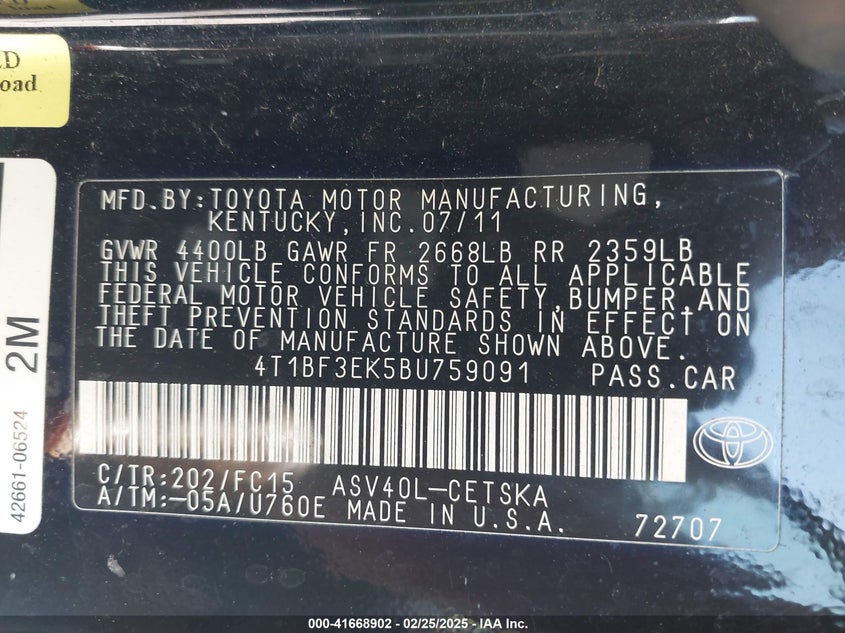 LD
oad
2M
42661-06524
MFD.BY:TOYOTA MOTOR MANUFACTURING,
KENTUCKY,INC.07/11
GVWR 4400LB GAWR FR 2668LB RR 2359LB
THIS VEHICLE CONFORMS TO ALL APPLICABLE
FEDERAL MOTOR VEHICLE SAFETY,BUMPER,AND
THEFT PREVENTION STANDARDS IN EFFECT ON
THE DATE OF MANUFACTURE SHOWN ABOVE.
4T1BF3EK5BU759091 PASS.CAR
C/TR:202/FC15 ASV40L-CETSKA
A/TM:-05A/U760E MADE IN U.S.A. 72707
000-41668902 - 02/25/2025 - IAA Inc.